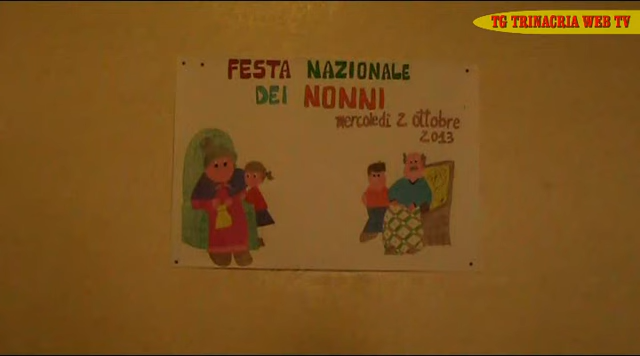 TG TRINACRIA WEB TV
FESTA NAZIONALE
DEI NONNI
mercoledì 2 ottobre
2013